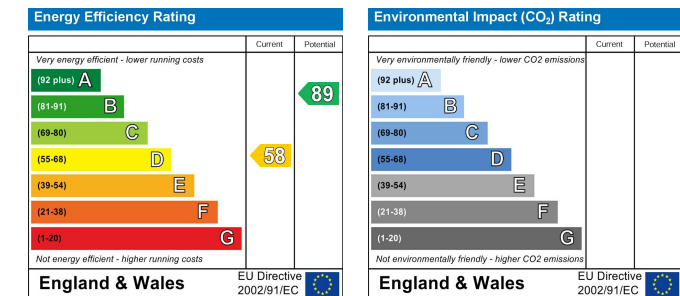 Energy Efficiency Rating
Current Potential
Very energy efficient - lower running costs
(92 plus) A
89
(81-91) B
(69-80) C
(55-68) D
58
(39-54) E
(21-38) F
(1-20) G
Not energy efficient - higher running costs
England & Wales
EU Directive
2002/91/EC
Environmental Impact (CO₂) Rating
Current Potential
Very environmentally friendly - lower CO2 emissions
(92 plus) A
(81-91) B
(69-80) C
(55-68) D
(39-54) E
(21-38) F
(1-20) G
Not environmentally friendly - higher CO2 emissions
England & Wales
EU Directive
2002/91/EC